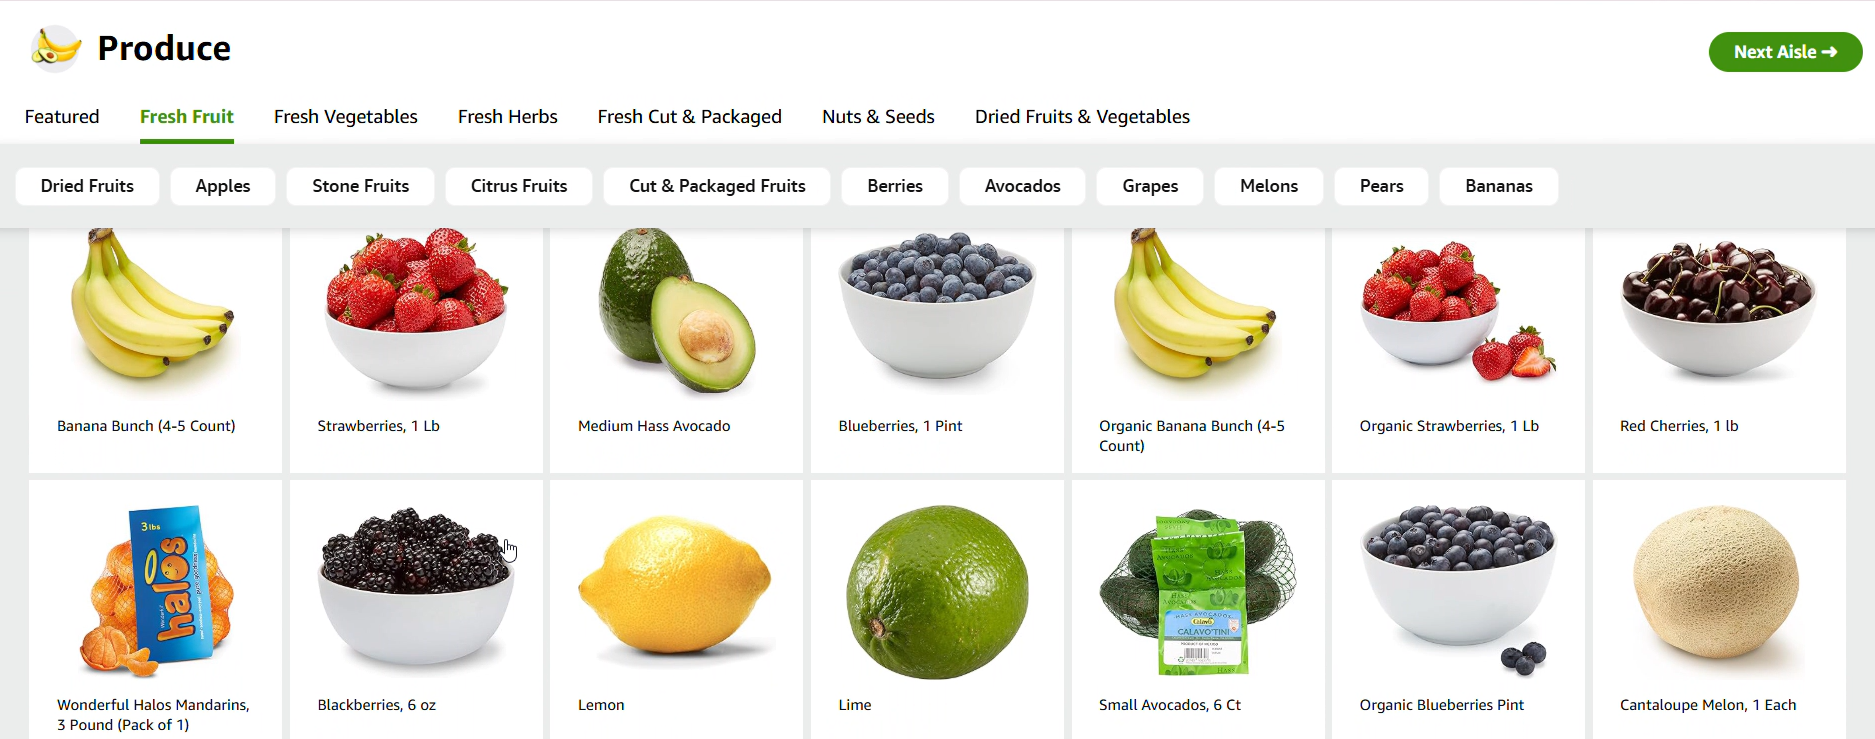 Produce
Next Aisle ➜
Featured
Fresh Fruit
Fresh Vegetables
Fresh Herbs
Fresh Cut & Packaged
Nuts & Seeds
Dried Fruits & Vegetables
Dried Fruits
Apples
Stone Fruits
Citrus Fruits
Cut & Packaged Fruits
Berries
Avocados
Grapes
Melons
Pears
Bananas
Banana Bunch (4-5 Count)
Strawberries, 1 Lb
Medium Hass Avocado
Blueberries, 1 Pint
Organic Banana Bunch (4-5
Count)
Organic Strawberries, 1 Lb
Red Cherries, 1 lb
3 lbs
halos
Calavo
CALAVO'TINI
Wonderful Halos Mandarins,
3 Pound (Pack of 1)
Blackberries, 6 oz
Lemon
Lime
Small Avocados, 6 Ct
Organic Blueberries Pint
Cantaloupe Melon, 1 Each